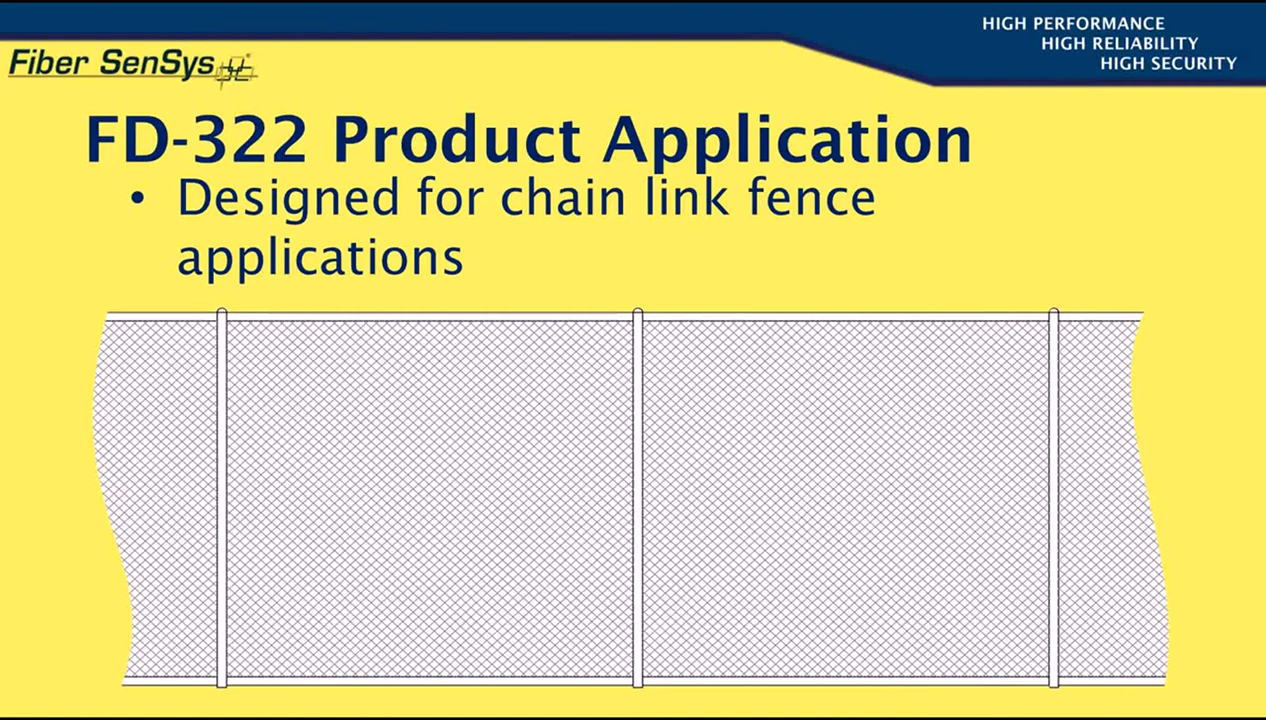 HIGH PERFORMANCE
HIGH RELIABILITY
HIGH SECURITY
Fiber SenSys
FD-322 Product Application
• Designed for chain link fence
applications